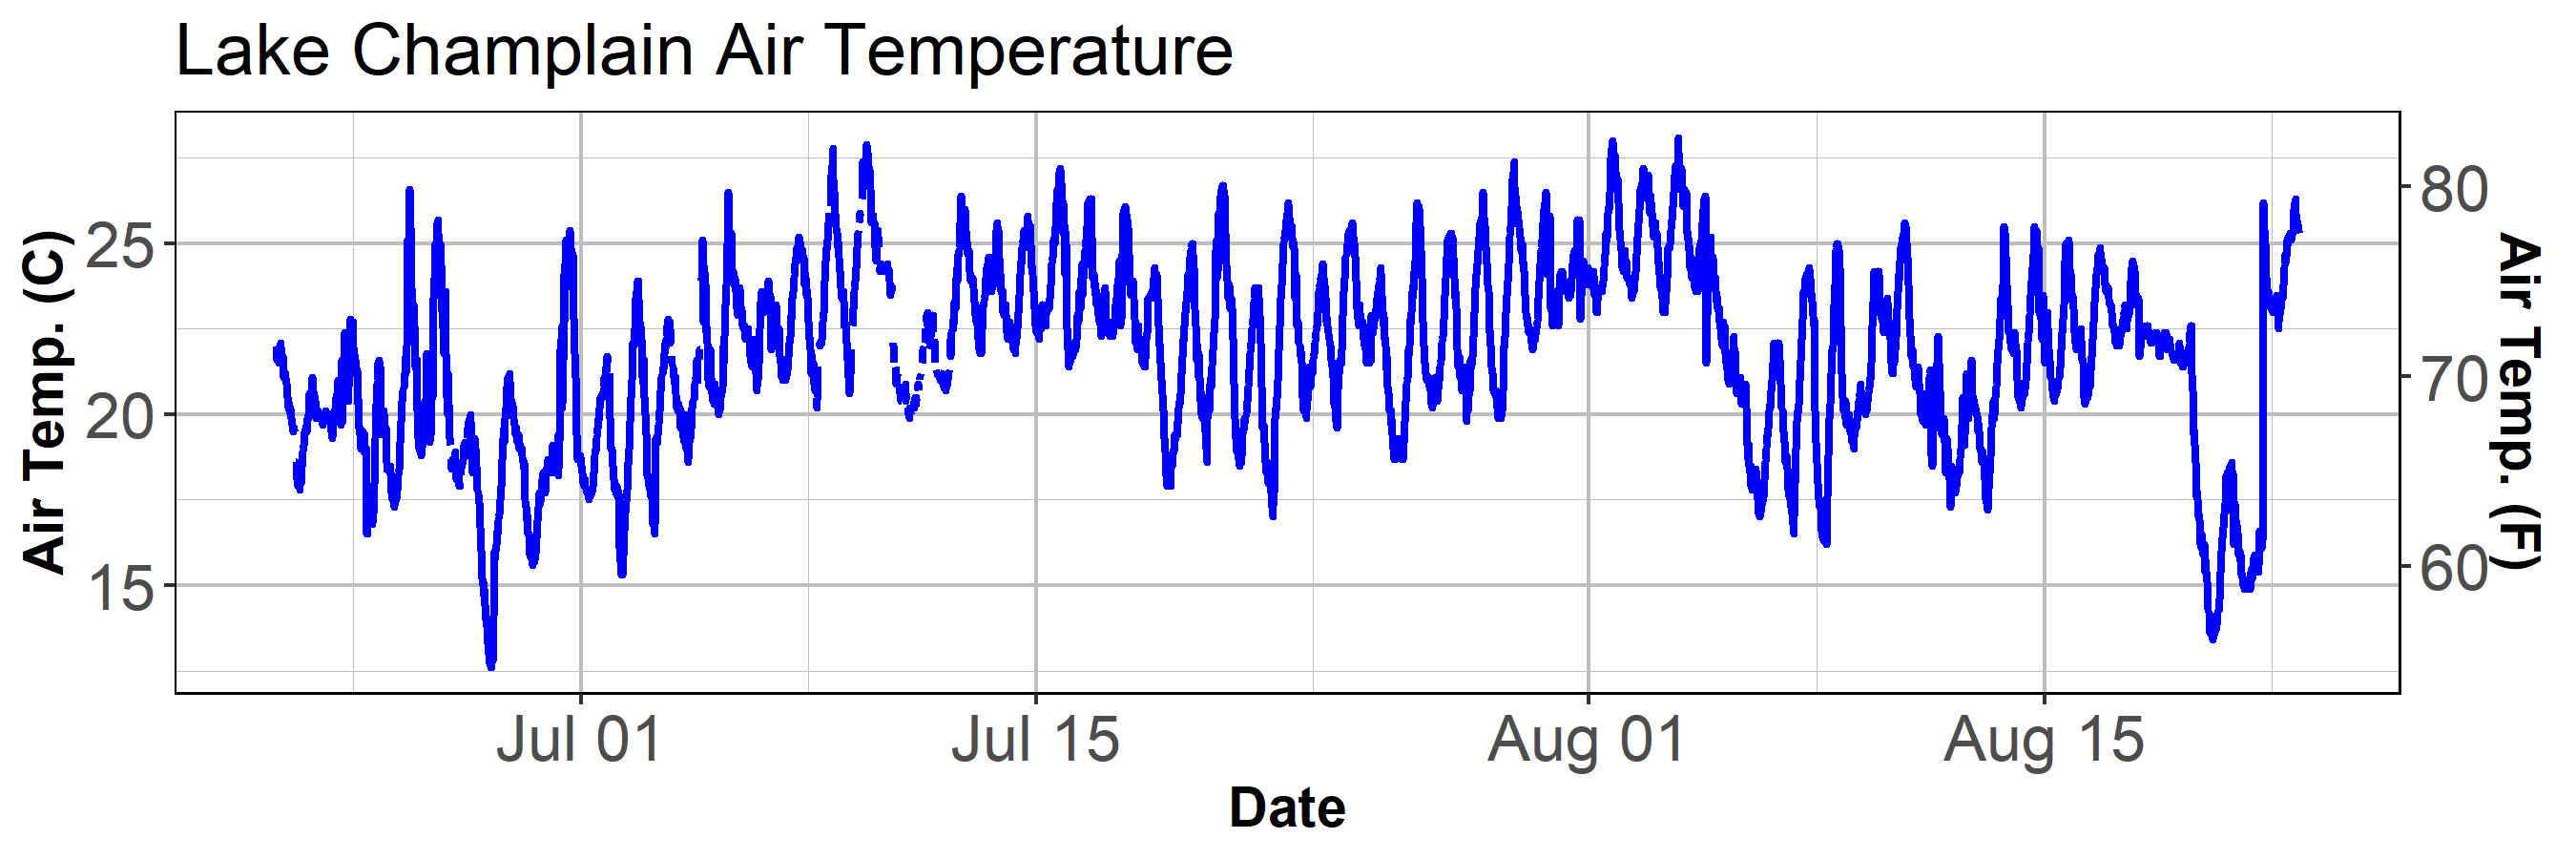 Lake Champlain Air Temperature
Air Temp. (C)
25
20
15
80
70
60
Air Temp. (F)
Jul 01
Jul 15
Aug 01
Aug 15
Date